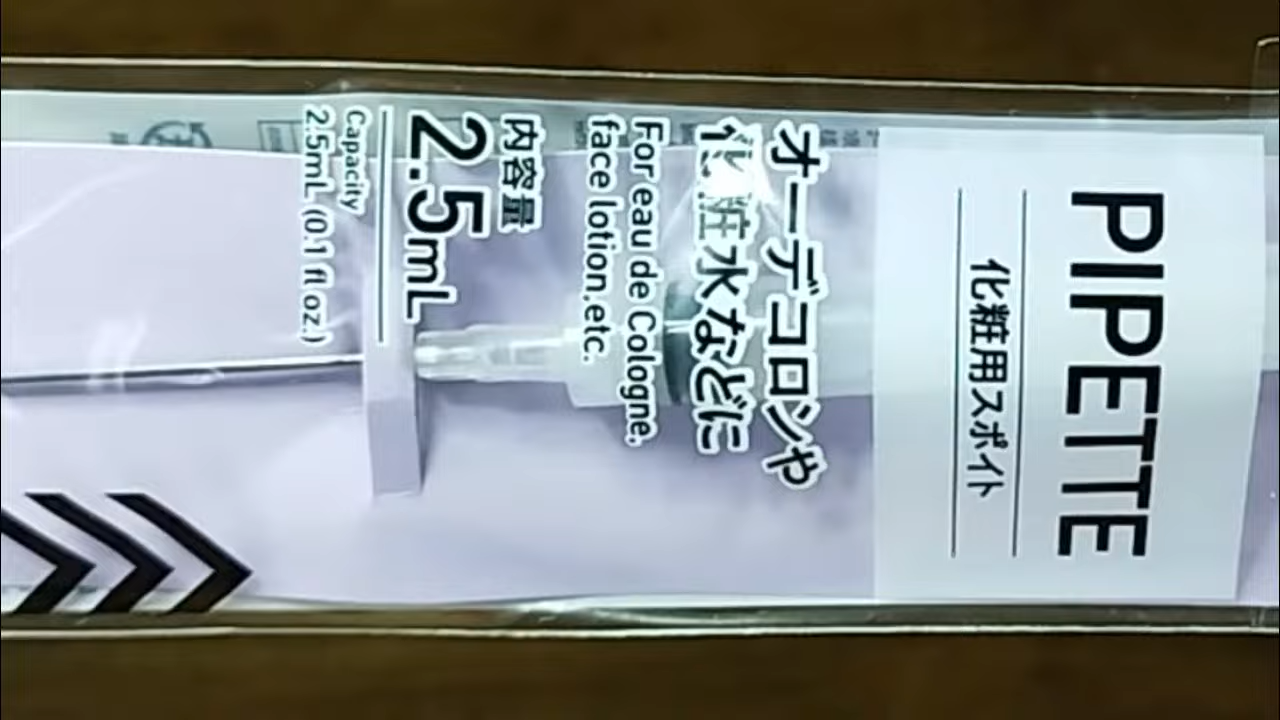 PIPETTE
化粧用スポイト
オーデコロンや
化粧水などに
For eau de Cologne,
face lotion,etc.
内容量
2.5mL
Capacity
2.5mL (0.1 fl oz.)